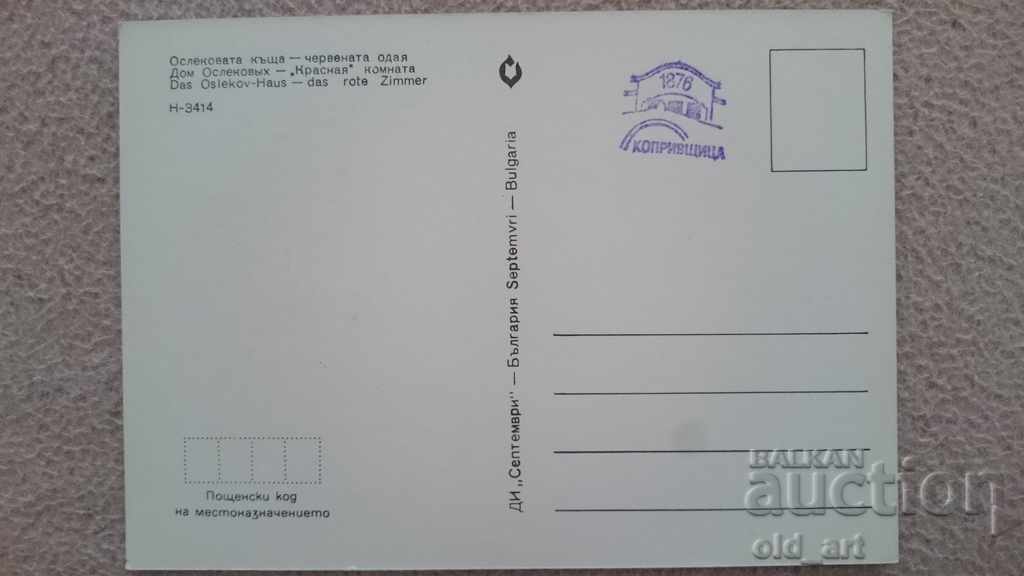 Ослековата къща — червената одая
Дом Ослековых — „Красная" комната
Das Oslekov-Haus — das rote Zimmer
Н-3414
ДИ „Септември" — България Septemvri — Bulgaria
1876
КОПРИВЩИЦА
Пощенски код
на местоназначението
BALKAN
auction
old_art